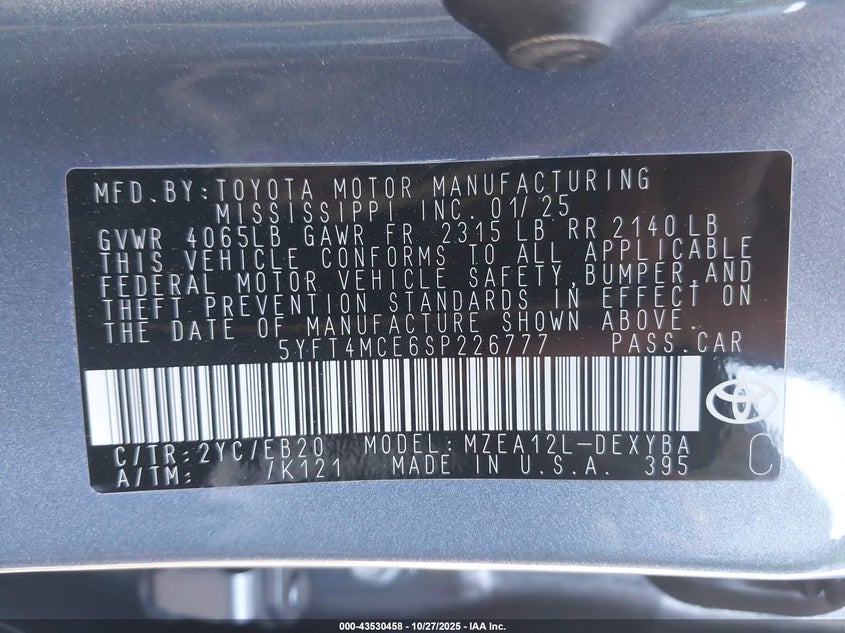 MFD. BY: TOYOTA MOTOR MANUFACTURING
MISSISSIPPI INC. 01/25
GVWR 4065LB GAWR FR 2315 LB RR 2140 LB
THIS VEHICLE CONFORMS TO ALL APPLICABLE
FEDERAL MOTOR VEHICLE SAFETY, BUMPER, AND
THEFT PREVENTION STANDARDS IN EFFECT ON
THE DATE OF MANUFACTURE SHOWN ABOVE.
5YFT4MCE6SP226777 PASS. CAR
C/TR: 2YC/EB20 MODEL: MZEA12L-DEXYBA
A/TM: /K121 MADE IN U.S.A. 395 C
000-43530458 - 10/27/2025 - IAA Inc.